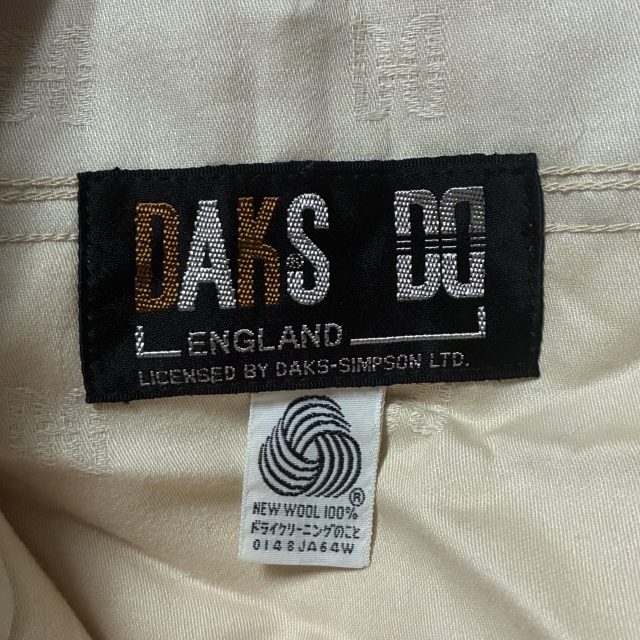 DAKS® DD
ENGLAND
LICENSED BY DAKS-SIMPSON LTD.
®
NEW WOOL 100%
ドライクリーニングのこと
0148JA64W